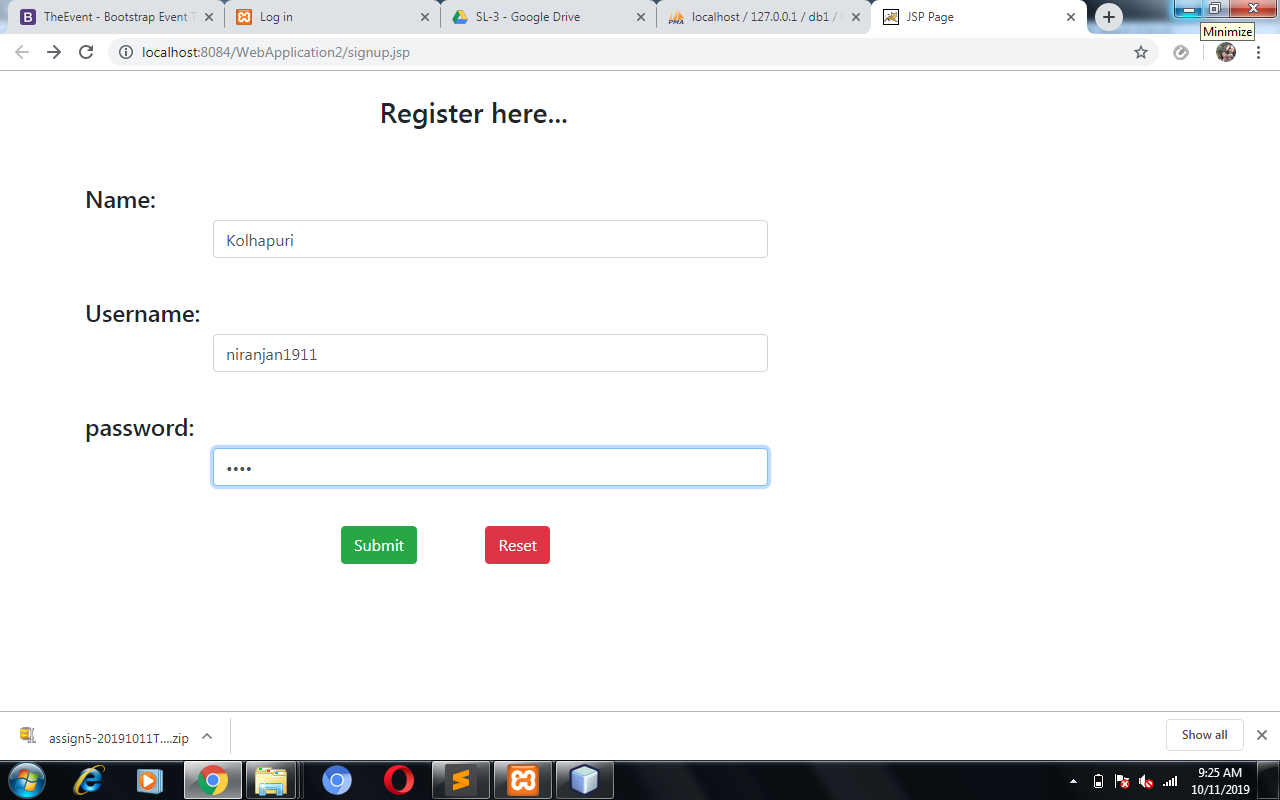 TheEvent - Bootstrap Event
Log in
SL-3 - Google Drive
localhost / 127.0.0.1 / db1 /
JSP Page
Minimize
localhost:8084/WebApplication2/signup.jsp
Register here...
Name:
Kolhapuri
Username:
niranjan1911
password:
••••
Submit
Reset
assign5-20191011T....zip
Show all
9:25 AM
10/11/2019